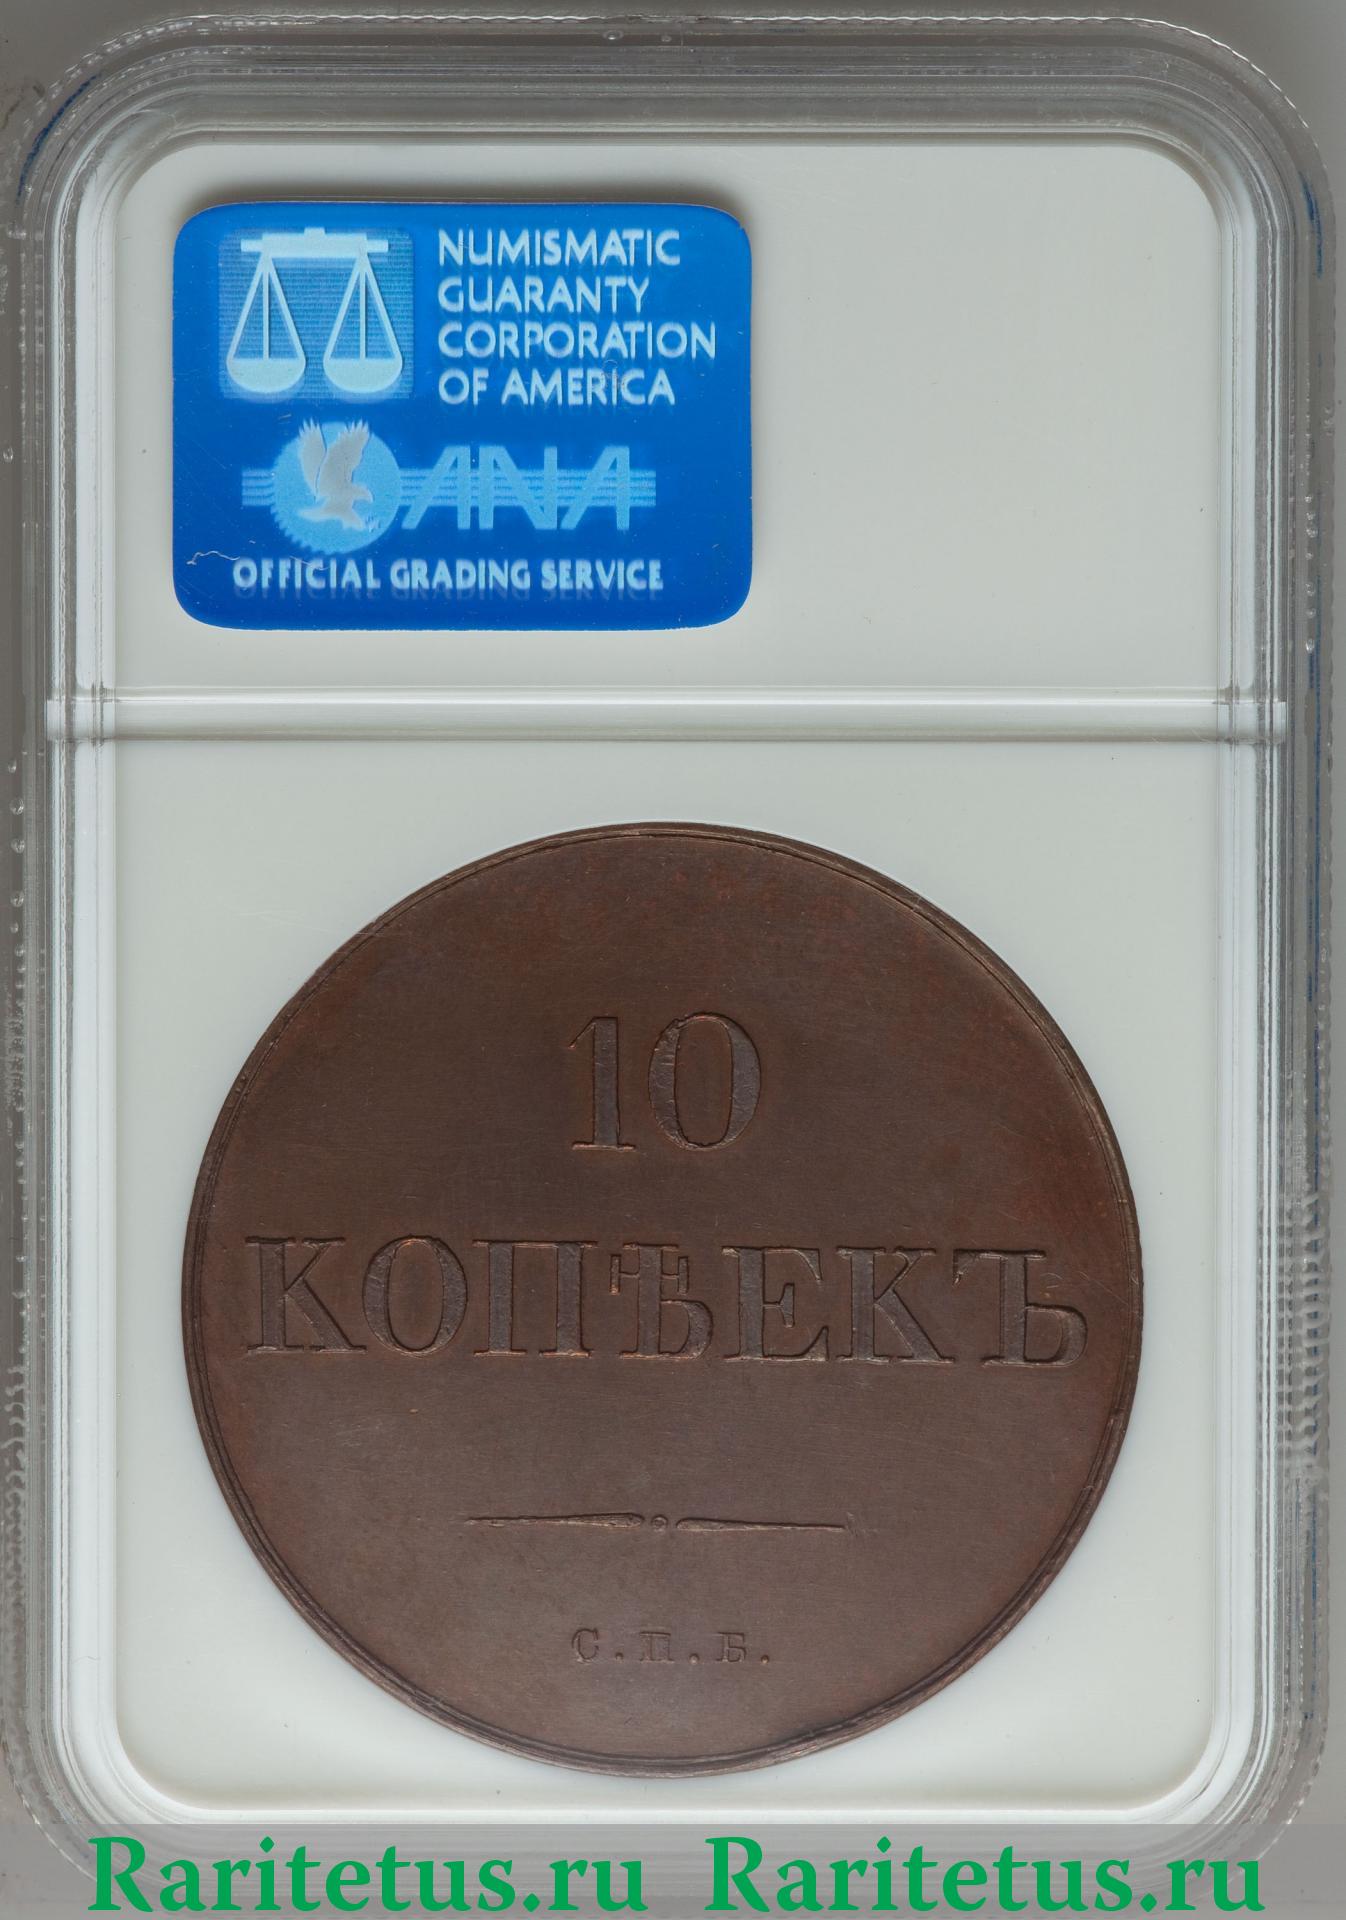 NUMISMATIC
GUARANTY
CORPORATION
OF AMERICA
ANA
OFFICIAL GRADING SERVICE
10
КОПѢЕКЪ
С.П.Б.
Raritetus.ru Raritetus.ru